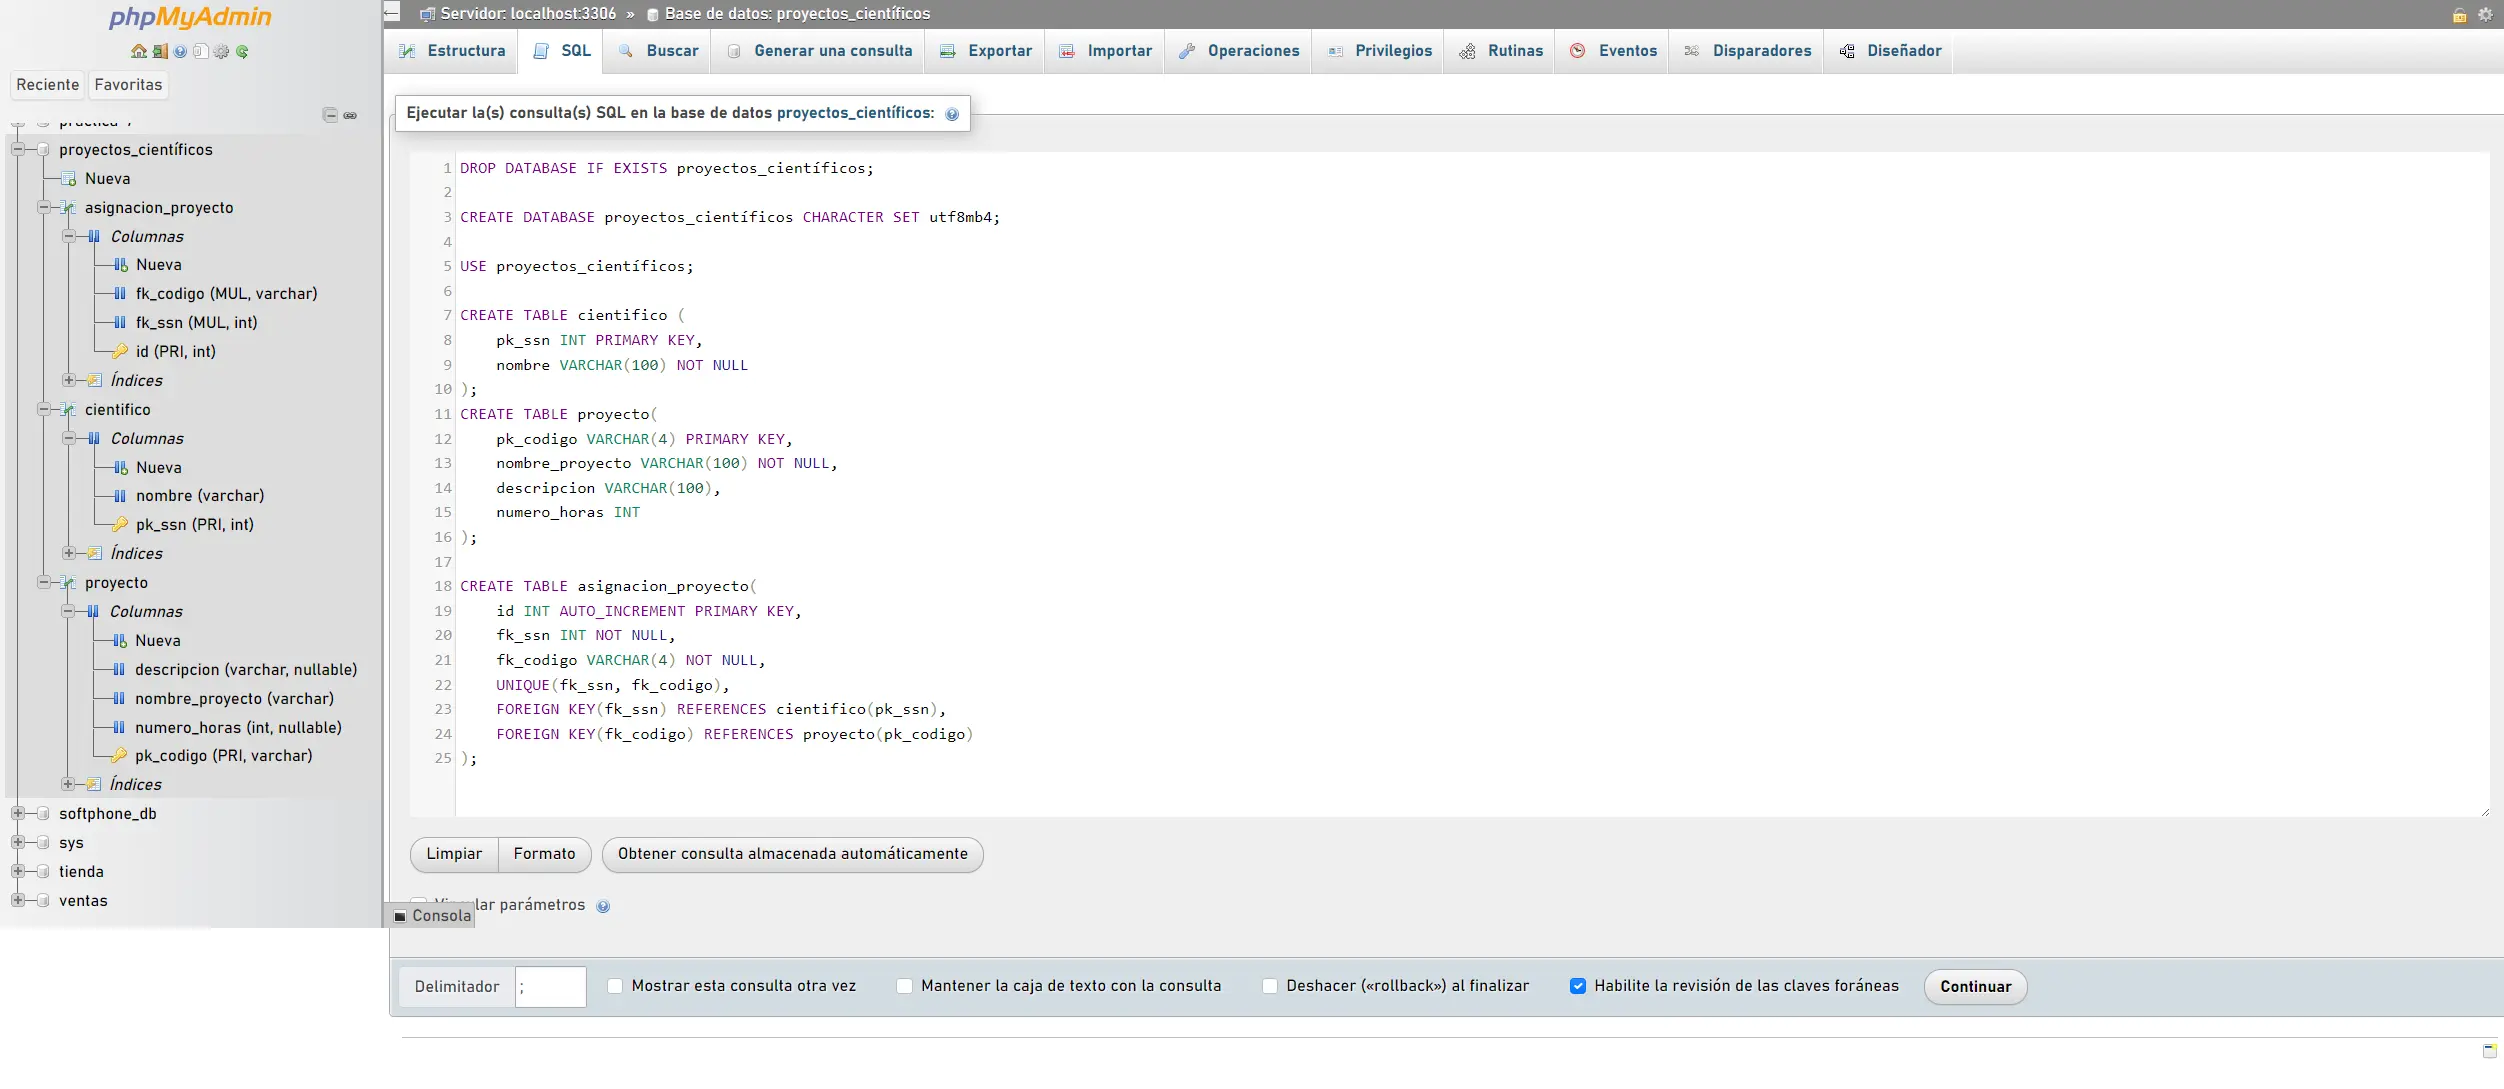 phpMyAdmin
Reciente
Favoritas
proyectos_científicos
Nueva
asignacion_proyecto
Columnas
Nueva
fk_codigo (MUL, varchar)
fk_ssn (MUL, int)
id (PRI, int)
Índices
cientifico
Columnas
Nueva
nombre (varchar)
pk_ssn (PRI, int)
Índices
proyecto
Columnas
Nueva
descripcion (varchar, nullable)
nombre_proyecto (varchar)
numero_horas (int, nullable)
pk_codigo (PRI, varchar)
Índices
softphone_db
sys
tienda
ventas
Servidor: localhost:3306 » Base de datos: proyectos_científicos
Estructura SQL Buscar Generar una consulta Exportar Importar Operaciones Privilegios Rutinas Eventos Disparadores Diseñador
Ejecutar la(s) consulta(s) SQL en la base de datos proyectos_científicos:
1 DROP DATABASE IF EXISTS proyectos_científicos;
2
3 CREATE DATABASE proyectos_científicos CHARACTER SET utf8mb4;
4
5 USE proyectos_científicos;
6
7 CREATE TABLE cientifico (
8 pk_ssn INT PRIMARY KEY,
9 nombre VARCHAR(100) NOT NULL
10 );
11 CREATE TABLE proyecto(
12 pk_codigo VARCHAR(4) PRIMARY KEY,
13 nombre_proyecto VARCHAR(100) NOT NULL,
14 descripcion VARCHAR(100),
15 numero_horas INT
16 );
17
18 CREATE TABLE asignacion_proyecto(
19 id INT AUTO_INCREMENT PRIMARY KEY,
20 fk_ssn INT NOT NULL,
21 fk_codigo VARCHAR(4) NOT NULL,
22 UNIQUE(fk_ssn, fk_codigo),
23 FOREIGN KEY(fk_ssn) REFERENCES cientifico(pk_ssn),
24 FOREIGN KEY(fk_codigo) REFERENCES proyecto(pk_codigo)
25 );
Limpiar Formato Obtener consulta almacenada automáticamente
parámetros
Consola
Delimitador ; Mostrar esta consulta otra vez Mantener la caja de texto con la consulta Deshacer («rollback») al finalizar Habilite la revisión de las claves foráneas Continuar